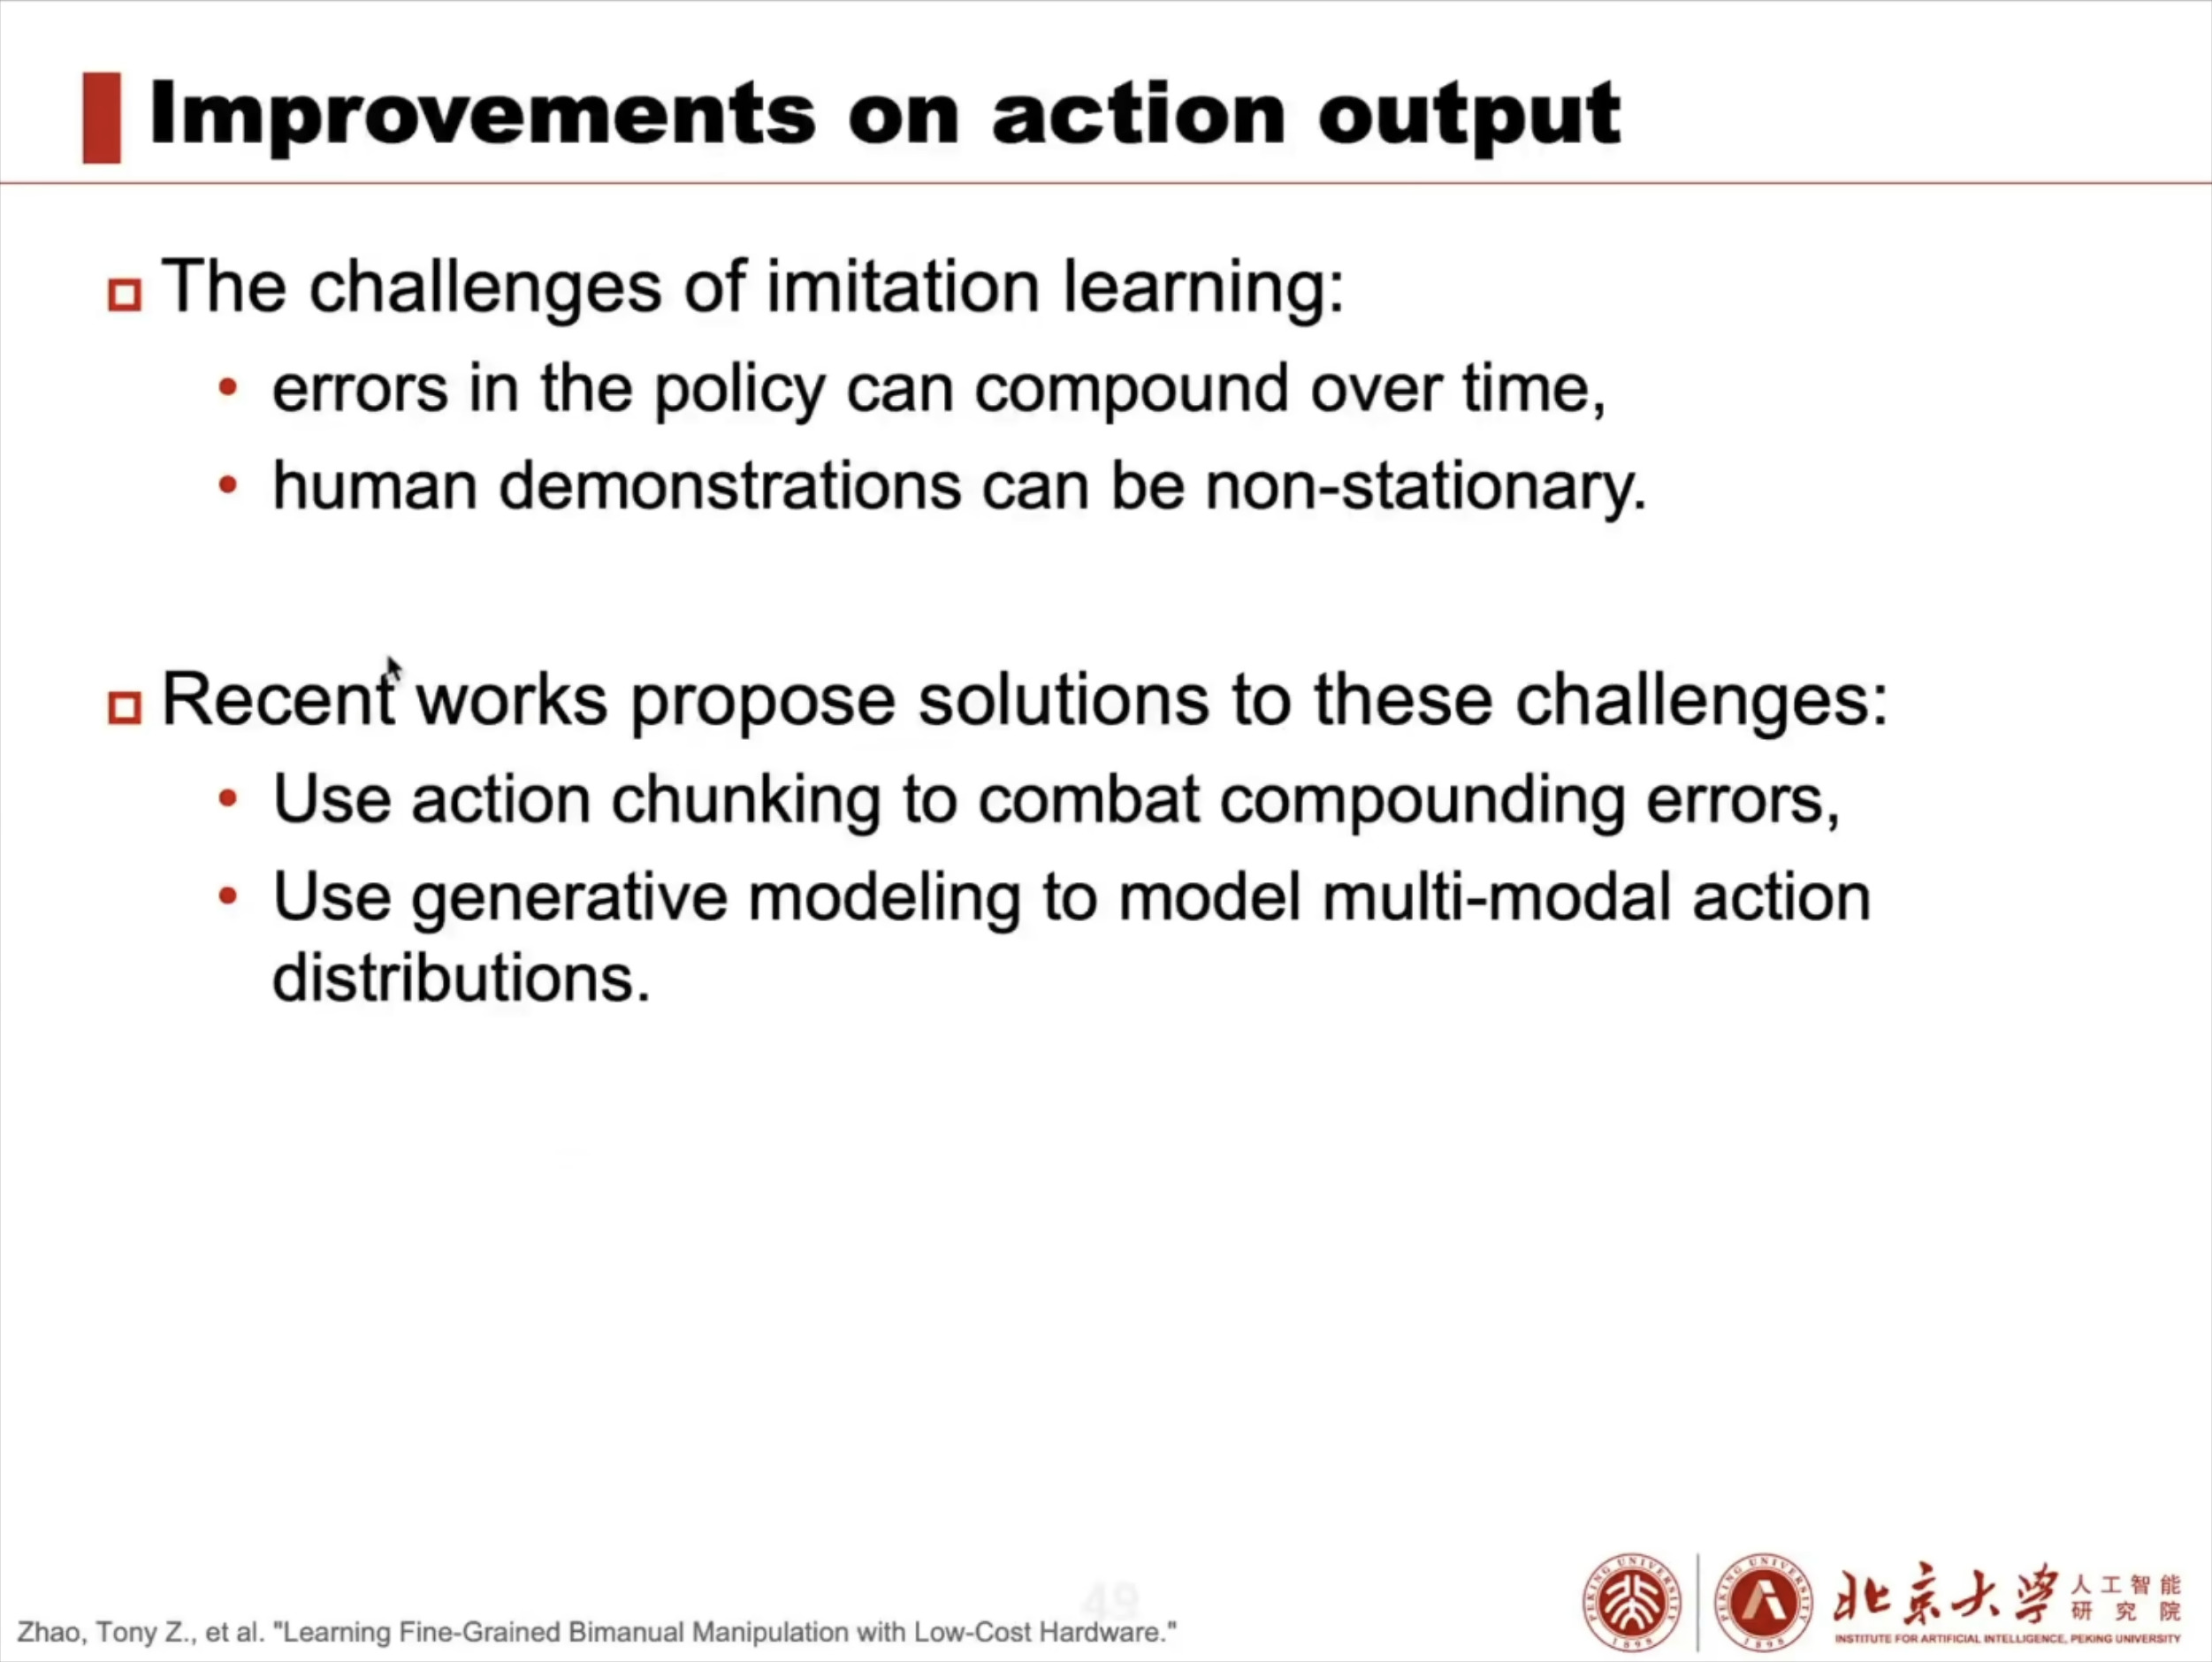 Improvements on action output
The challenges of imitation learning:
errors in the policy can compound over time,
human demonstrations can be non-stationary.
Recent works propose solutions to these challenges:
Use action chunking to combat compounding errors,
Use generative modeling to model multi-modal action
distributions.
49
Zhao, Tony Z., et al. "Learning Fine-Grained Bimanual Manipulation with Low-Cost Hardware."
PEKING UNIVERSITY
1898
PEKING UNIVERSITY
1898
北京大学
人工智能
研究院
INSTITUTE FOR ARTIFICIAL INTELLIGENCE, PEKING UNIVERSITY